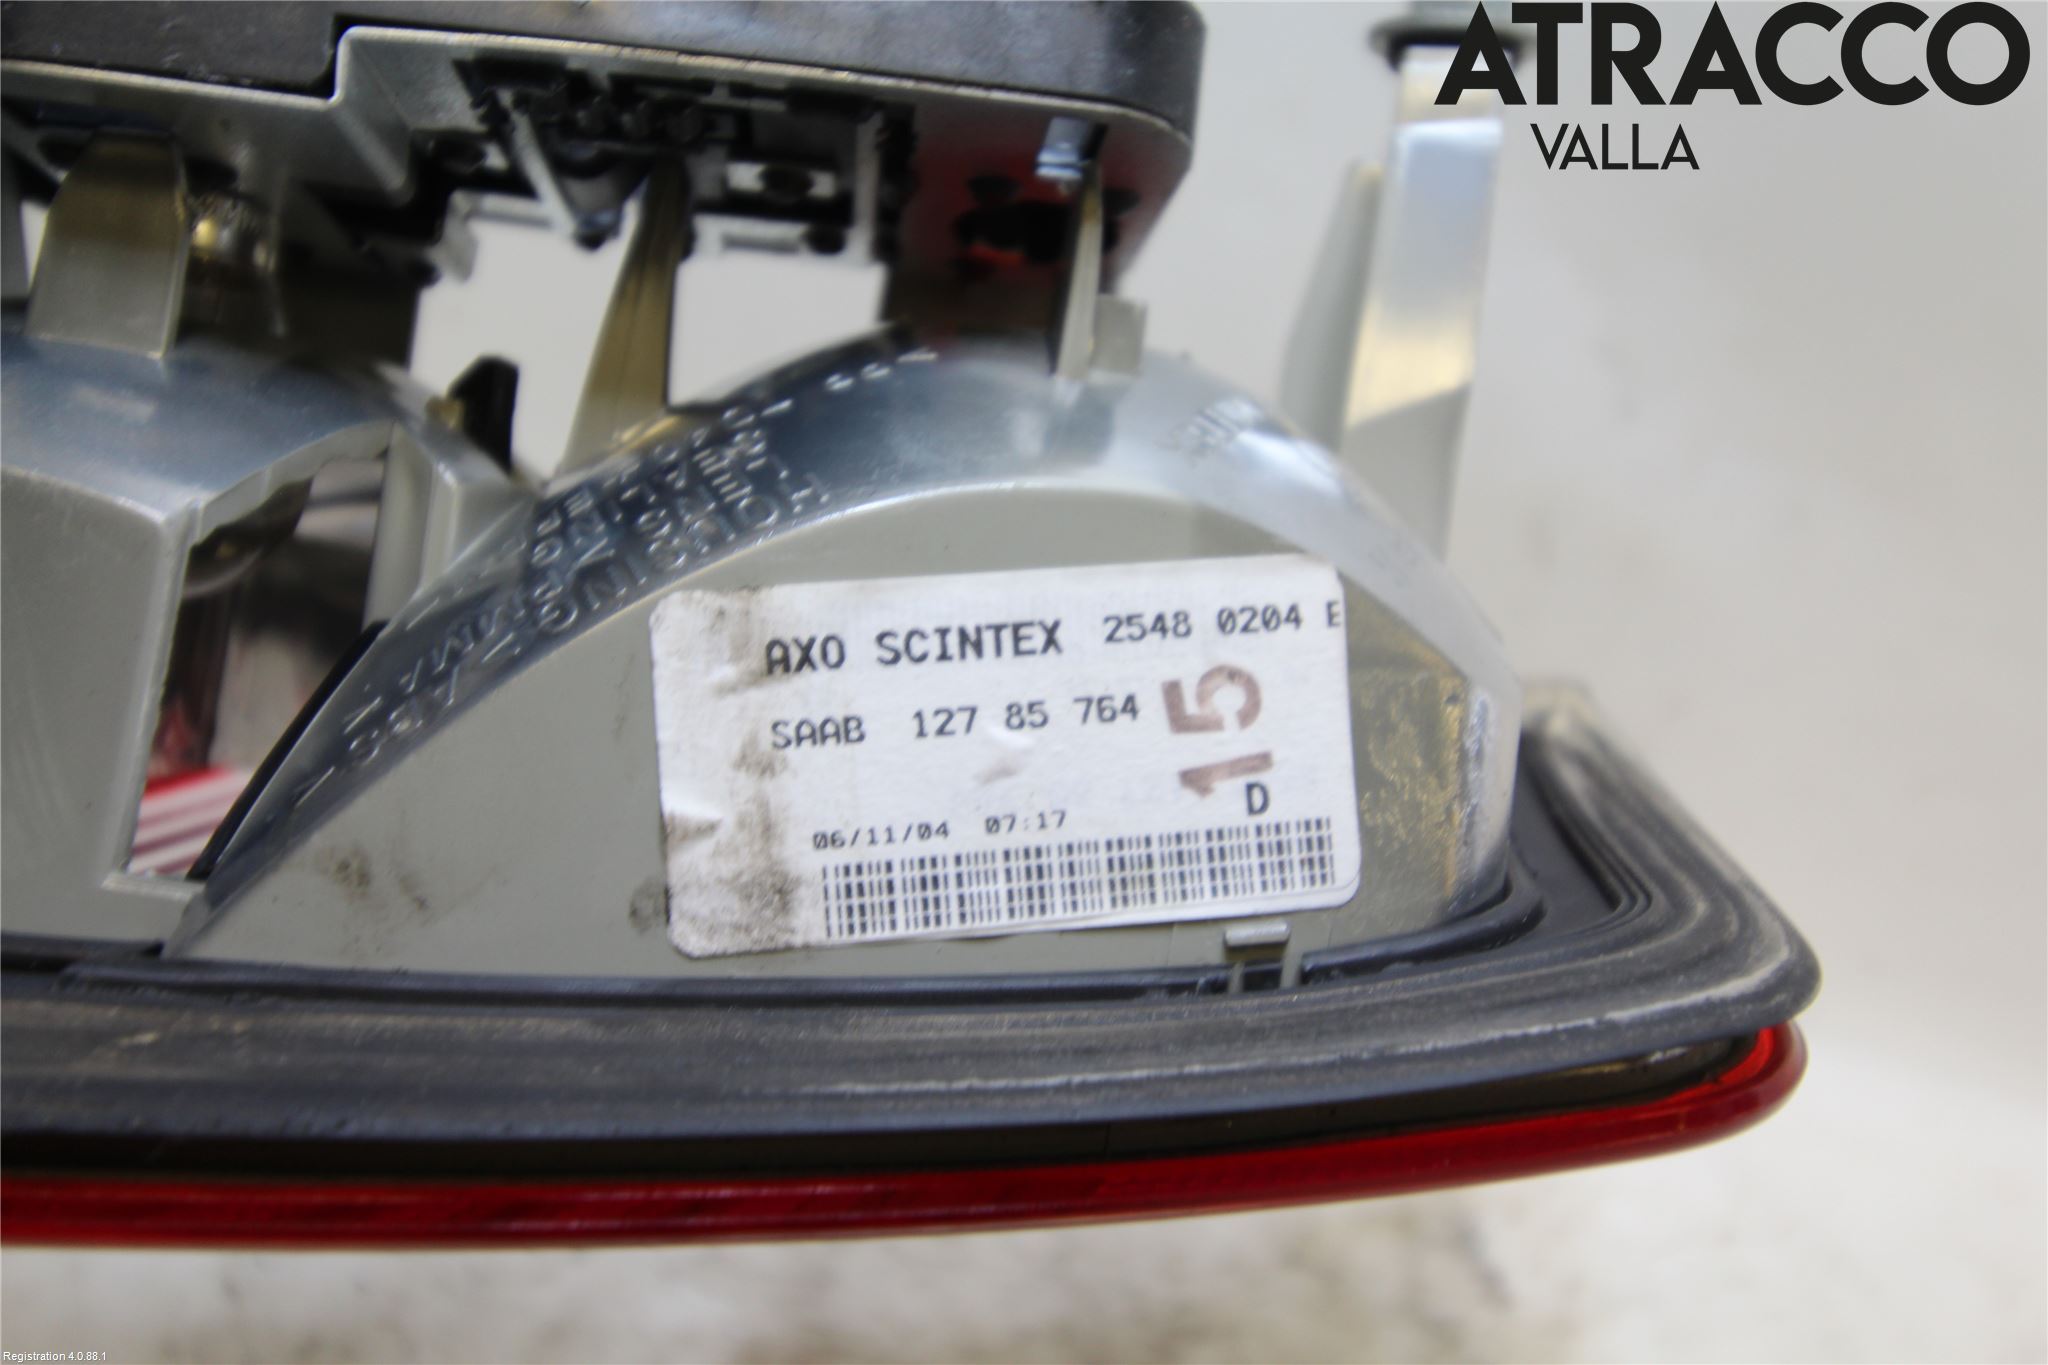 ATRACCO
VALLA
AXO SCINTEX 2548 0204 E
SAAB 127 85 764
15
D
06/11/04 07:17
Registration 4.0.88.1